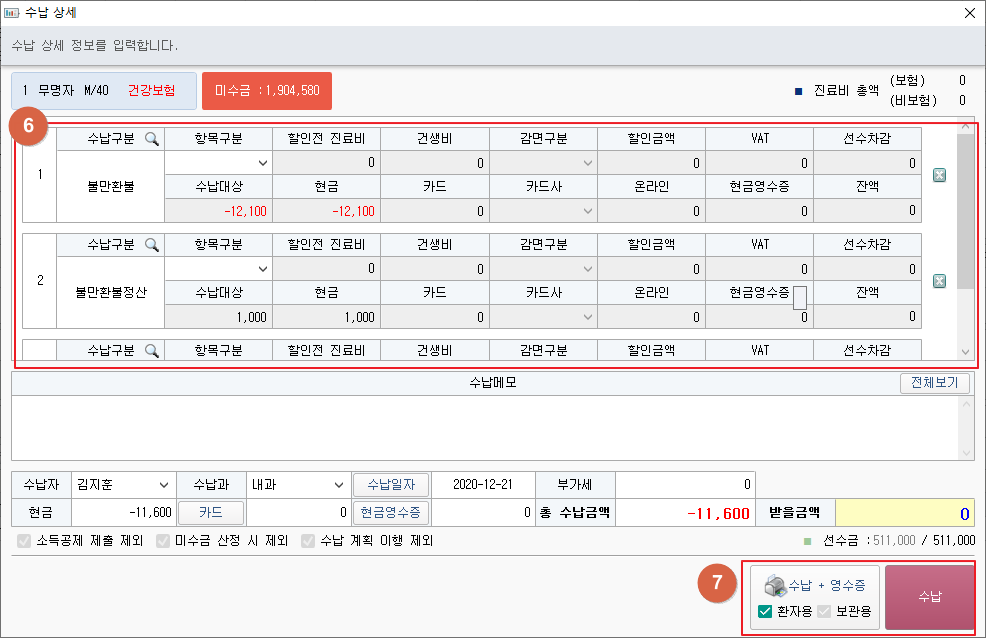 수납 상세
수납 상세 정보를 입력합니다.
1 무명자 M/40 건강보험 미수금 :1,904,580 진료비 총액 (보험) 0
(비보험) 0
6
수납구분 항목구분 할인전 진료비 건생비 감면구분 할인금액 VAT 선수차감
0 0 0 0 0
1 불만환불 수납대상 현금 카드 카드사 온라인 현금영수증 잔액
-12,100 -12,100 0 0 0 0
수납구분 항목구분 할인전 진료비 건생비 감면구분 할인금액 VAT 선수차감
0 0 0 0 0
2 불만환불정산 수납대상 현금 카드 카드사 온라인 현금영수증 잔액
1,000 1,000 0 0 0 0
수납구분 항목구분 할인전 진료비 건생비 감면구분 할인금액 VAT 선수차감
수납메모 전체보기
수납자 김지훈 수납과 내과 수납일자 2020-12-21 부가세 0
현금 -11,600 카드 0 현금영수증 0 총 수납금액 -11,600 받을금액 0
소득공제 제출 제외 미수금 산정 시 제외 수납 계획 이행 제외 선수금 :511,000 / 511,000
7
수납 + 영수증
환자용 보관용
수납